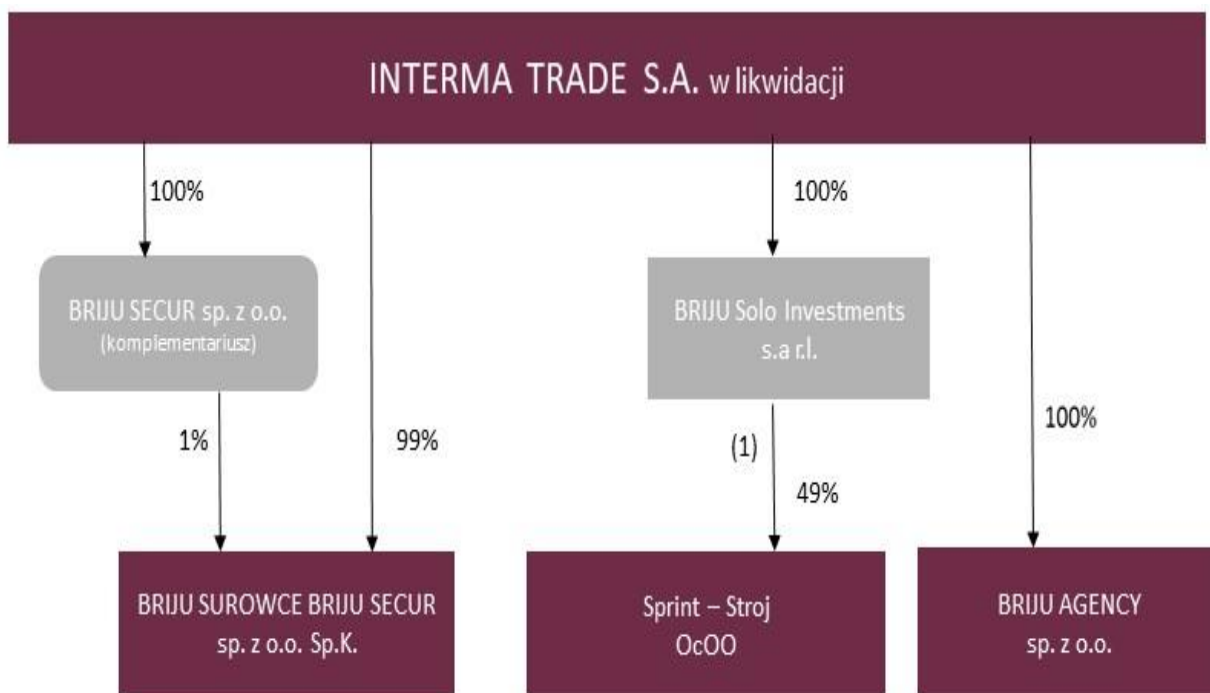 INTERMA TRADE S.A. w likwidacji
100%
100%
BRIJU SECUR sp. z o.o.
(komplementariusz)
BRIJU Solo Investments
s.a r.l.
1%
99%
(1)
49%
100%
BRIJU SUROWCE BRIJU SECUR
sp. z o.o. Sp.K.
Sprint – Stroj
OcOO
BRIJU AGENCY
sp. z o.o.